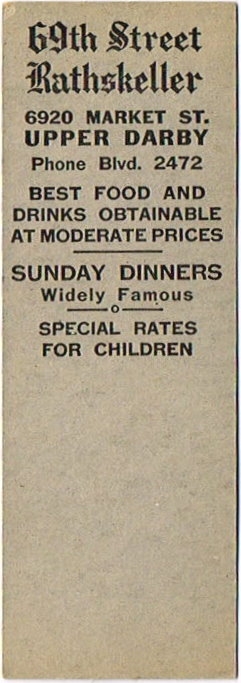 69th Street
Rathskeller
6920 MARKET ST.
UPPER DARBY
Phone Blvd. 2472
BEST FOOD AND
DRINKS OBTAINABLE
AT MODERATE PRICES
SUNDAY DINNERS
Widely Famous
SPECIAL RATES
FOR CHILDREN